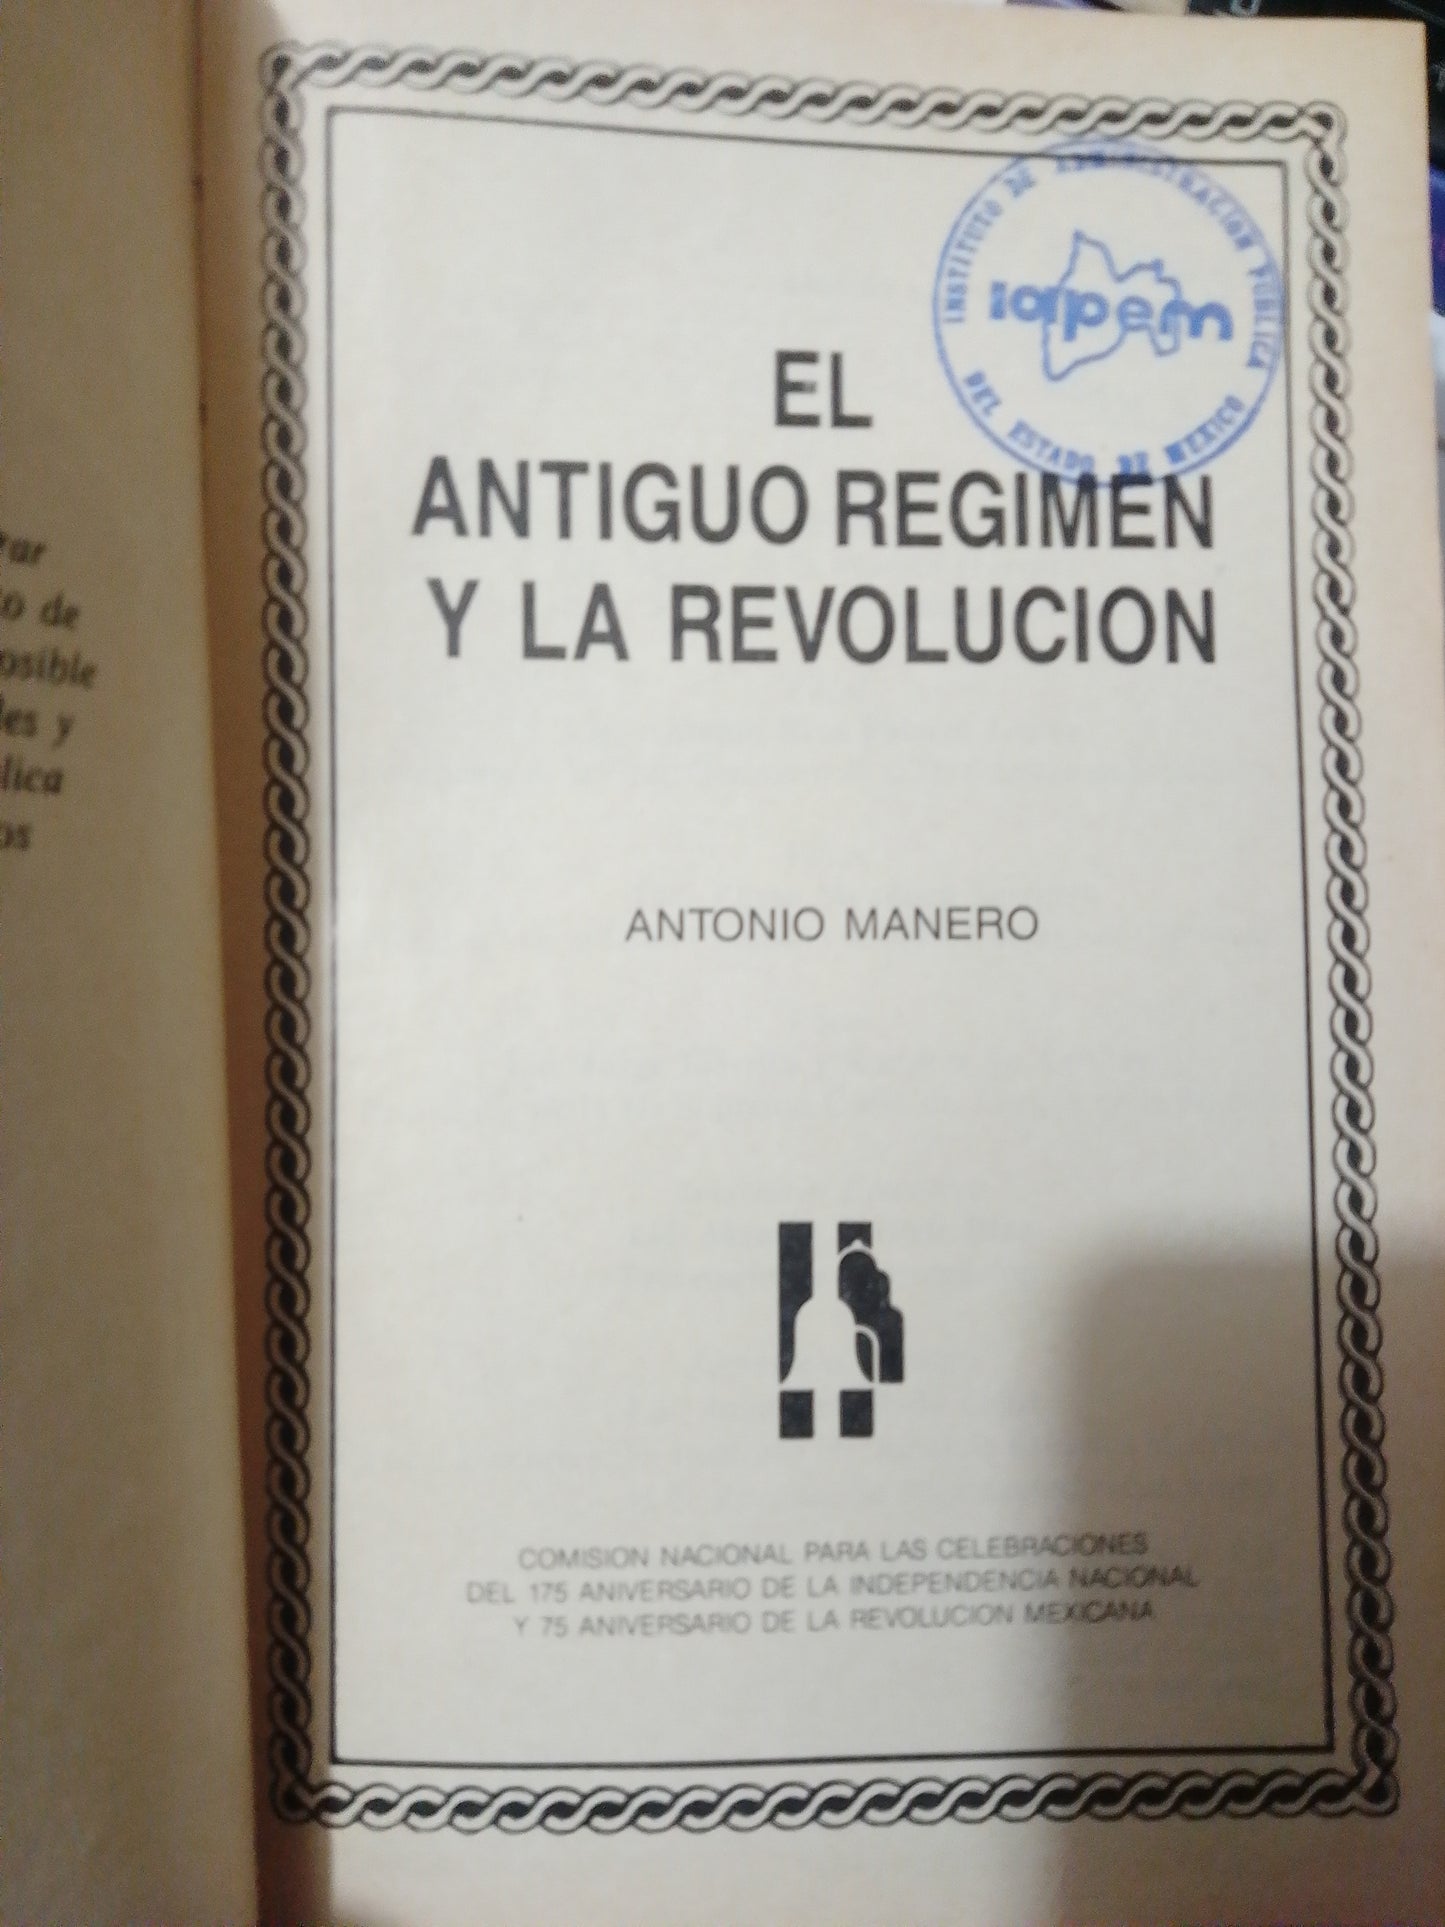 de
y
INSTITUTO DE ADMINISTRACION PUBLICA
iapem
DEL ESTADO DE MEXICO
EL
ANTIGUO REGIMEN
Y LA REVOLUCION
ANTONIO MANERO
COMISION NACIONAL PARA LAS CELEBRACIONES
DEL 175 ANIVERSARIO DE LA INDEPENDENCIA NACIONAL
Y 75 ANIVERSARIO DE LA REVOLUCION MEXICANA